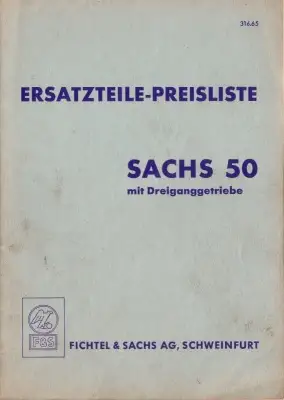 316.65
ERSATZTEILE-PREISLISTE
SACHS 50
mit Dreiganggetriebe
F&S
FICHTEL & SACHS AG, SCHWEINFURT